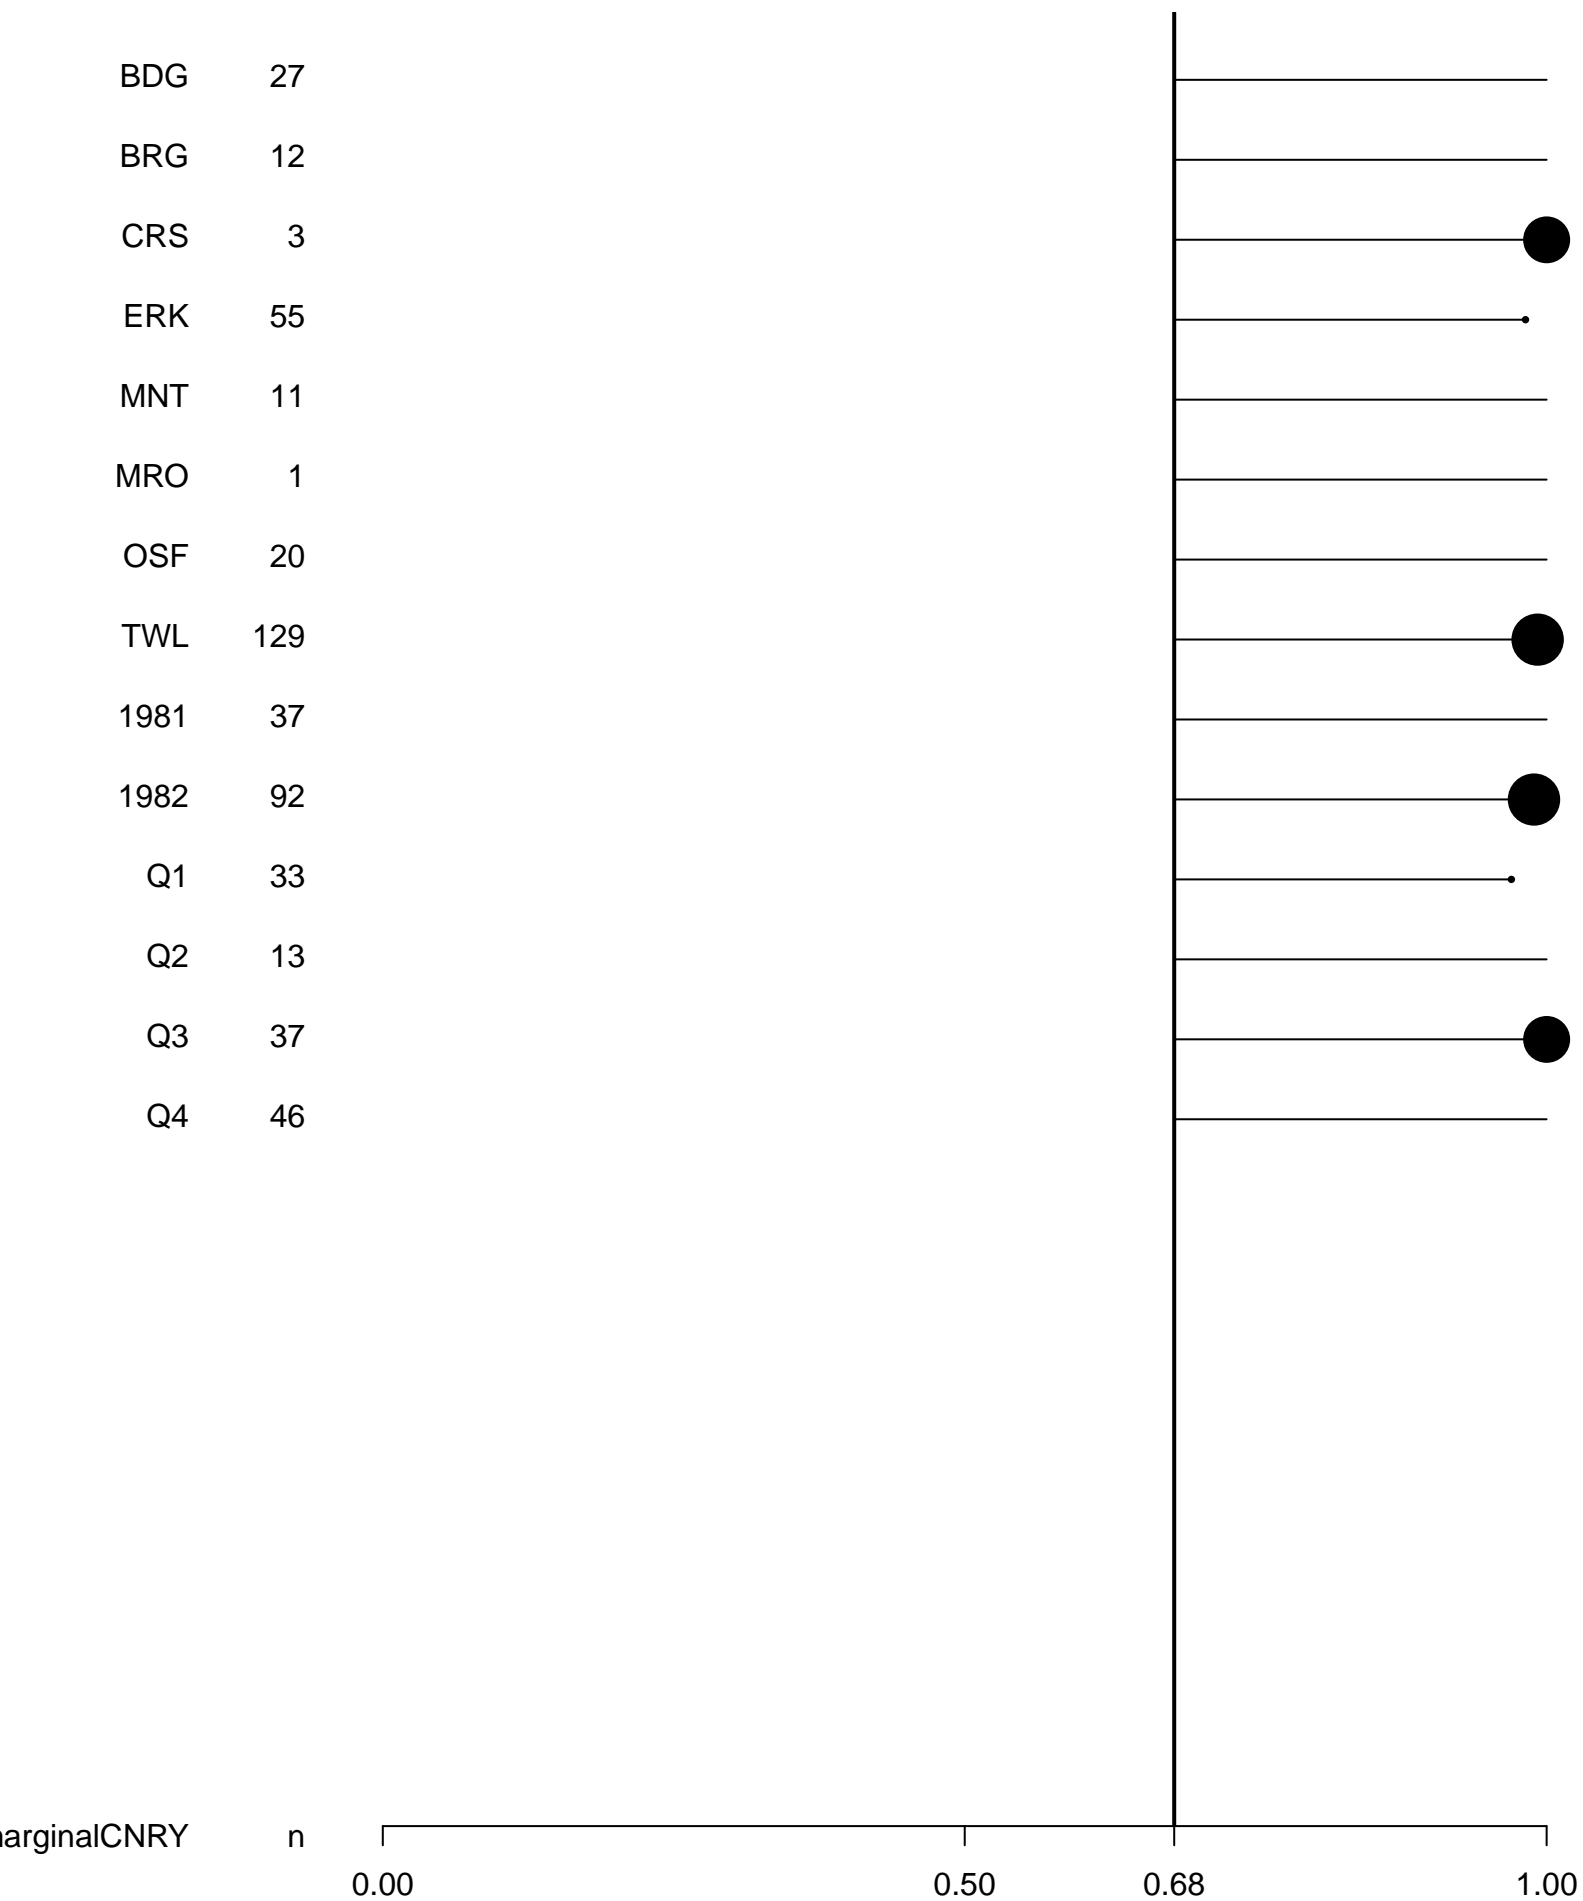 BDG 27
BRG 12
CRS 3
ERK 55
MNT 11
MRO 1
OSF 20
TWL 129
1981 37
1982 92
Q1 33
Q2 13
Q3 37
Q4 46
arginalCNRY n
0.00 0.50 0.68 1.00